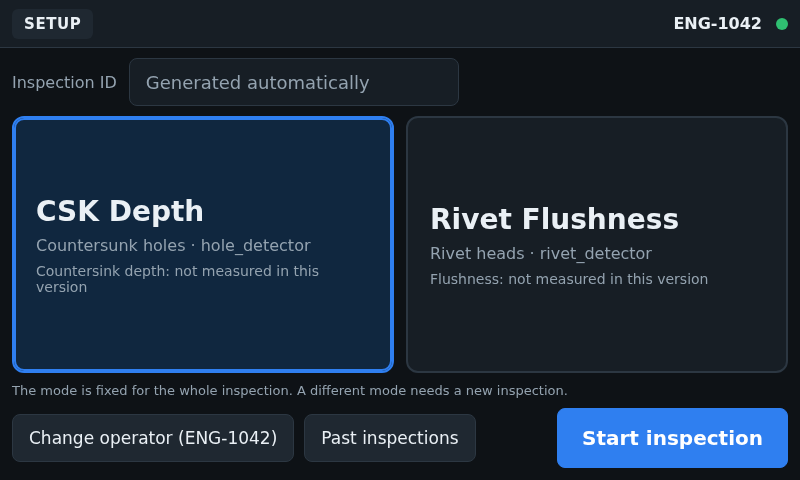 SETUP
ENG-1042
Inspection ID
Generated automatically
CSK Depth
Countersunk holes · hole_detector
Countersink depth: not measured in this
version
Rivet Flushness
Rivet heads · rivet_detector
Flushness: not measured in this version
The mode is fixed for the whole inspection. A different mode needs a new inspection.
Change operator (ENG-1042)
Past inspections
Start inspection